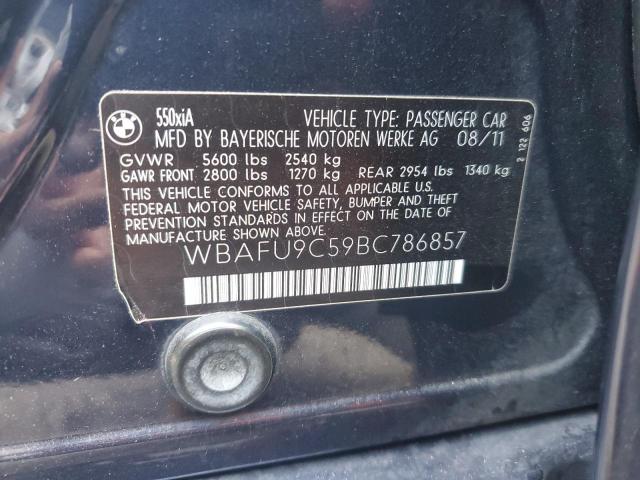 BMW
550xiA VEHICLE TYPE: PASSENGER CAR
MFD BY BAYERISCHE MOTOREN WERKE AG 08/11
GVWR 5600 lbs 2540 kg
GAWR FRONT 2800 lbs 1270 kg REAR 2954 lbs 1340 kg
THIS VEHICLE CONFORMS TO ALL APPLICABLE U.S.
FEDERAL MOTOR VEHICLE SAFETY, BUMPER AND THEFT
PREVENTION STANDARDS IN EFFECT ON THE DATE OF
MANUFACTURE SHOWN ABOVE.
WBAFU9C59BC786857
2 122 606